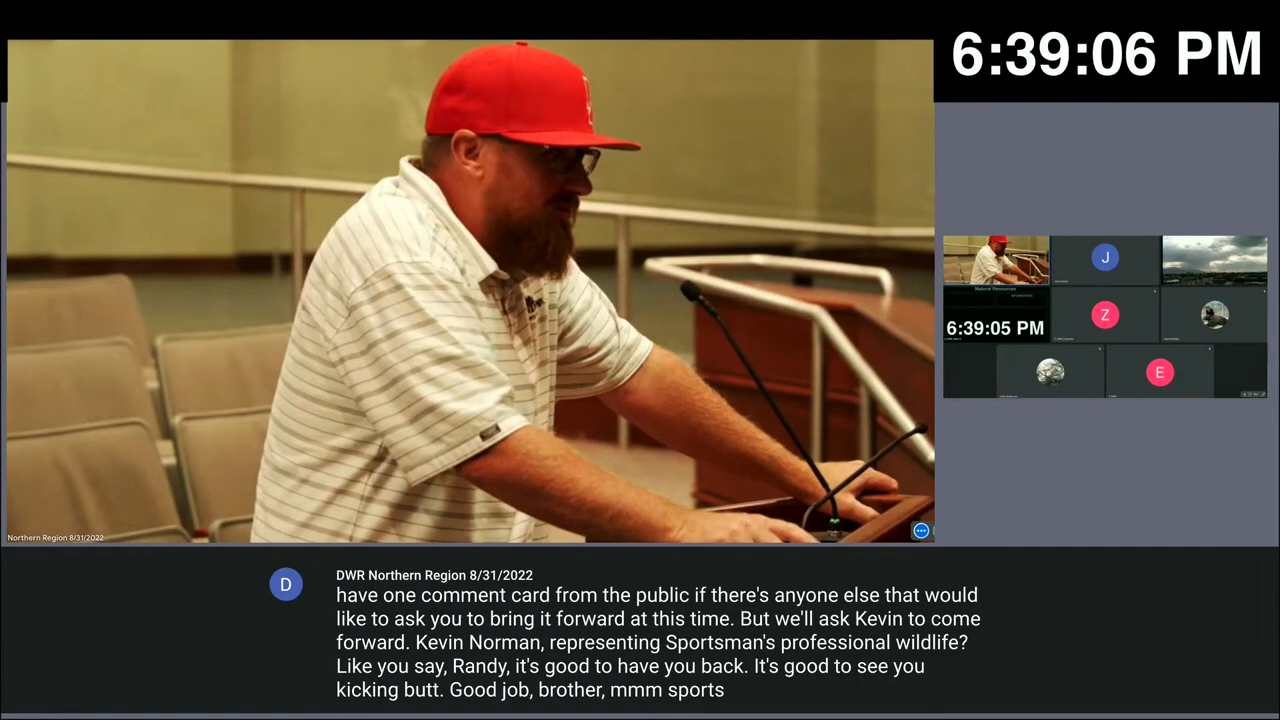 6:39:06 PM
J
Natural Resources
6:39:05 PM
Z
E
Northern Region 8/31/2022
D
DWR Northern Region 8/31/2022
have one comment card from the public if there's anyone else that would
like to ask you to bring it forward at this time. But we'll ask Kevin to come
forward. Kevin Norman, representing Sportsman's professional wildlife?
Like you say, Randy, it's good to have you back. It's good to see you
kicking butt. Good job, brother, mmm sports